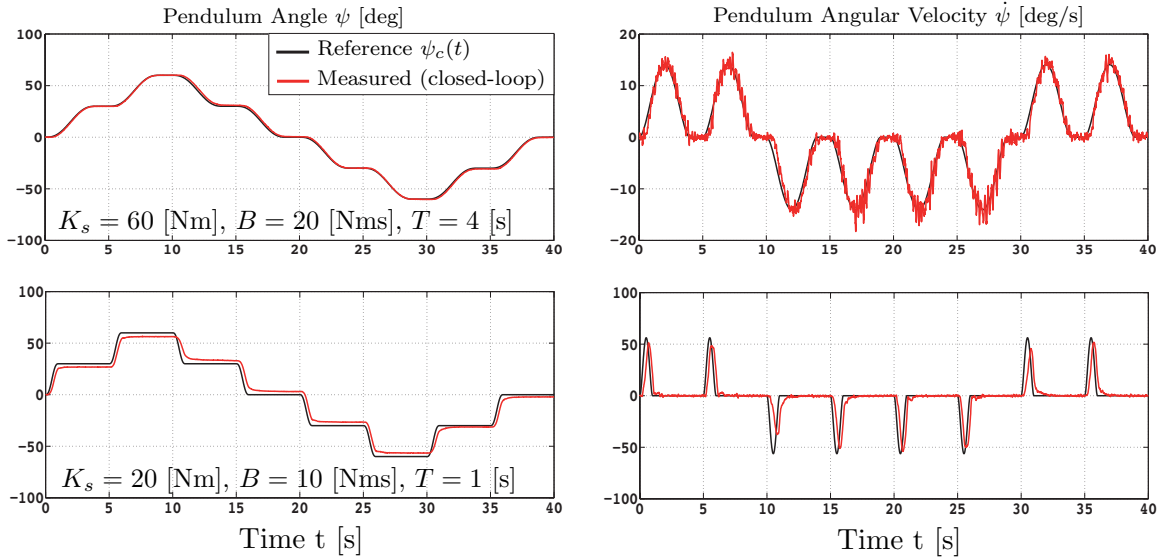 Pendulum Angle ψ [deg]
100
50
0
−50
−100
0 5 10 15 20 25 30 35 40
Reference ψ_c(t)
Measured (closed-loop)
K_s = 60 [Nm], B = 20 [Nms], T = 4 [s]
Pendulum Angular Velocity ψ̇ [deg/s]
20
10
0
−10
−20
0 5 10 15 20 25 30 35 40
100
50
0
−50
−100
0 5 10 15 20 25 30 35 40
K_s = 20 [Nm], B = 10 [Nms], T = 1 [s]
Time t [s]
100
50
0
−50
−100
0 5 10 15 20 25 30 35 40
Time t [s]